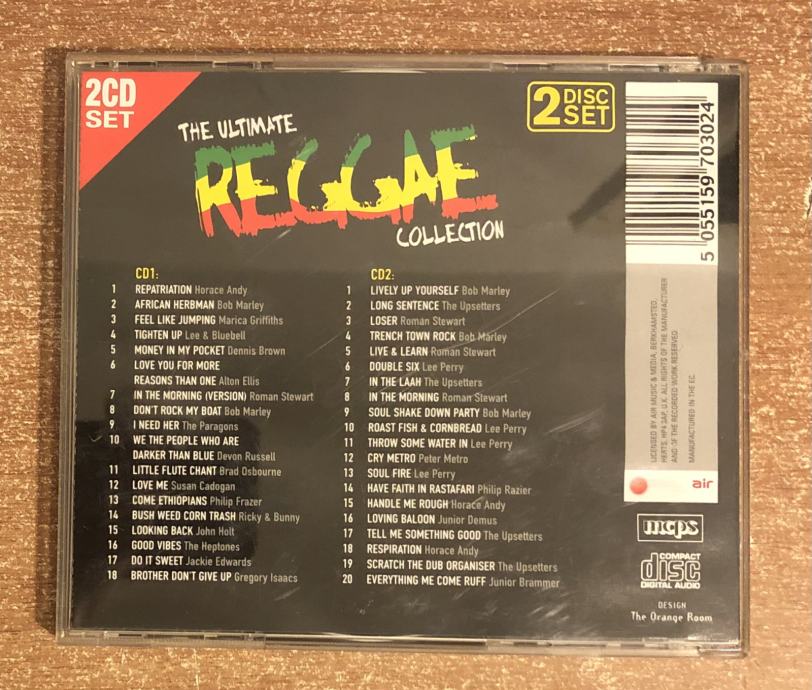 2CD
SET
THE ULTIMATE
REGGAE
COLLECTION
2 DISC
SET
CD1:
1 REPATRIATION Horace Andy
2 AFRICAN HERBMAN Bob Marley
3 FEEL LIKE JUMPING Marica Griffiths
4 TIGHTEN UP Lee & Bluebell
5 MONEY IN MY POCKET Dennis Brown
6 LOVE YOU FOR MORE
REASONS THAN ONE Alton Ellis
7 IN THE MORNING (VERSION) Roman Stewart
8 DON'T ROCK MY BOAT Bob Marley
9 I NEED HER The Paragons
10 WE THE PEOPLE WHO ARE
DARKER THAN BLUE Devon Russell
11 LITTLE FLUTE CHANT Brad Osbourne
12 LOVE ME Susan Cadogan
13 COME ETHIOPIANS Philip Frazer
14 BUSH WEED CORN TRASH Ricky & Bunny
15 LOOKING BACK John Holt
16 GOOD VIBES The Heptones
17 DO IT SWEET Jackie Edwards
18 BROTHER DON'T GIVE UP Gregory Isaacs
CD2:
1 LIVELY UP YOURSELF Bob Marley
2 LONG SENTENCE The Upsetters
3 LOSER Roman Stewart
4 TRENCH TOWN ROCK Bob Marley
5 LIVE & LEARN Roman Stewart
6 DOUBLE SIX Lee Perry
7 IN THE LAAH The Upsetters
8 IN THE MORNING Roman Stewart
9 SOUL SHAKE DOWN PARTY Bob Marley
10 ROAST FISH & CORNBREAD Lee Perry
11 THROW SOME WATER IN Lee Perry
12 CRY METRO Peter Metro
13 SOUL FIRE Lee Perry
14 HAVE FAITH IN RASTAFARI Philip Razier
15 HANDLE ME ROUGH Horace Andy
16 LOVING BALOON Junior Demus
17 TELL ME SOMETHING GOOD The Upsetters
18 RESPIRATION Horace Andy
19 SCRATCH THE DUB ORGANISER The Upsetters
20 EVERYTHING ME COME RUFF Junior Brammer
5 055159 703024
LICENSED BY AIR MUSIC & MEDIA, BERKHAMSTED,
HERTS, HP4 3AP, U.K. ALL RIGHTS OF THE MANUFACTURER
AND OF THE RECORDED WORK RESERVED
MANUFACTURED IN THE EC
air
mcps
COMPACT
disc
DIGITAL AUDIO
DESIGN
The Orange Room